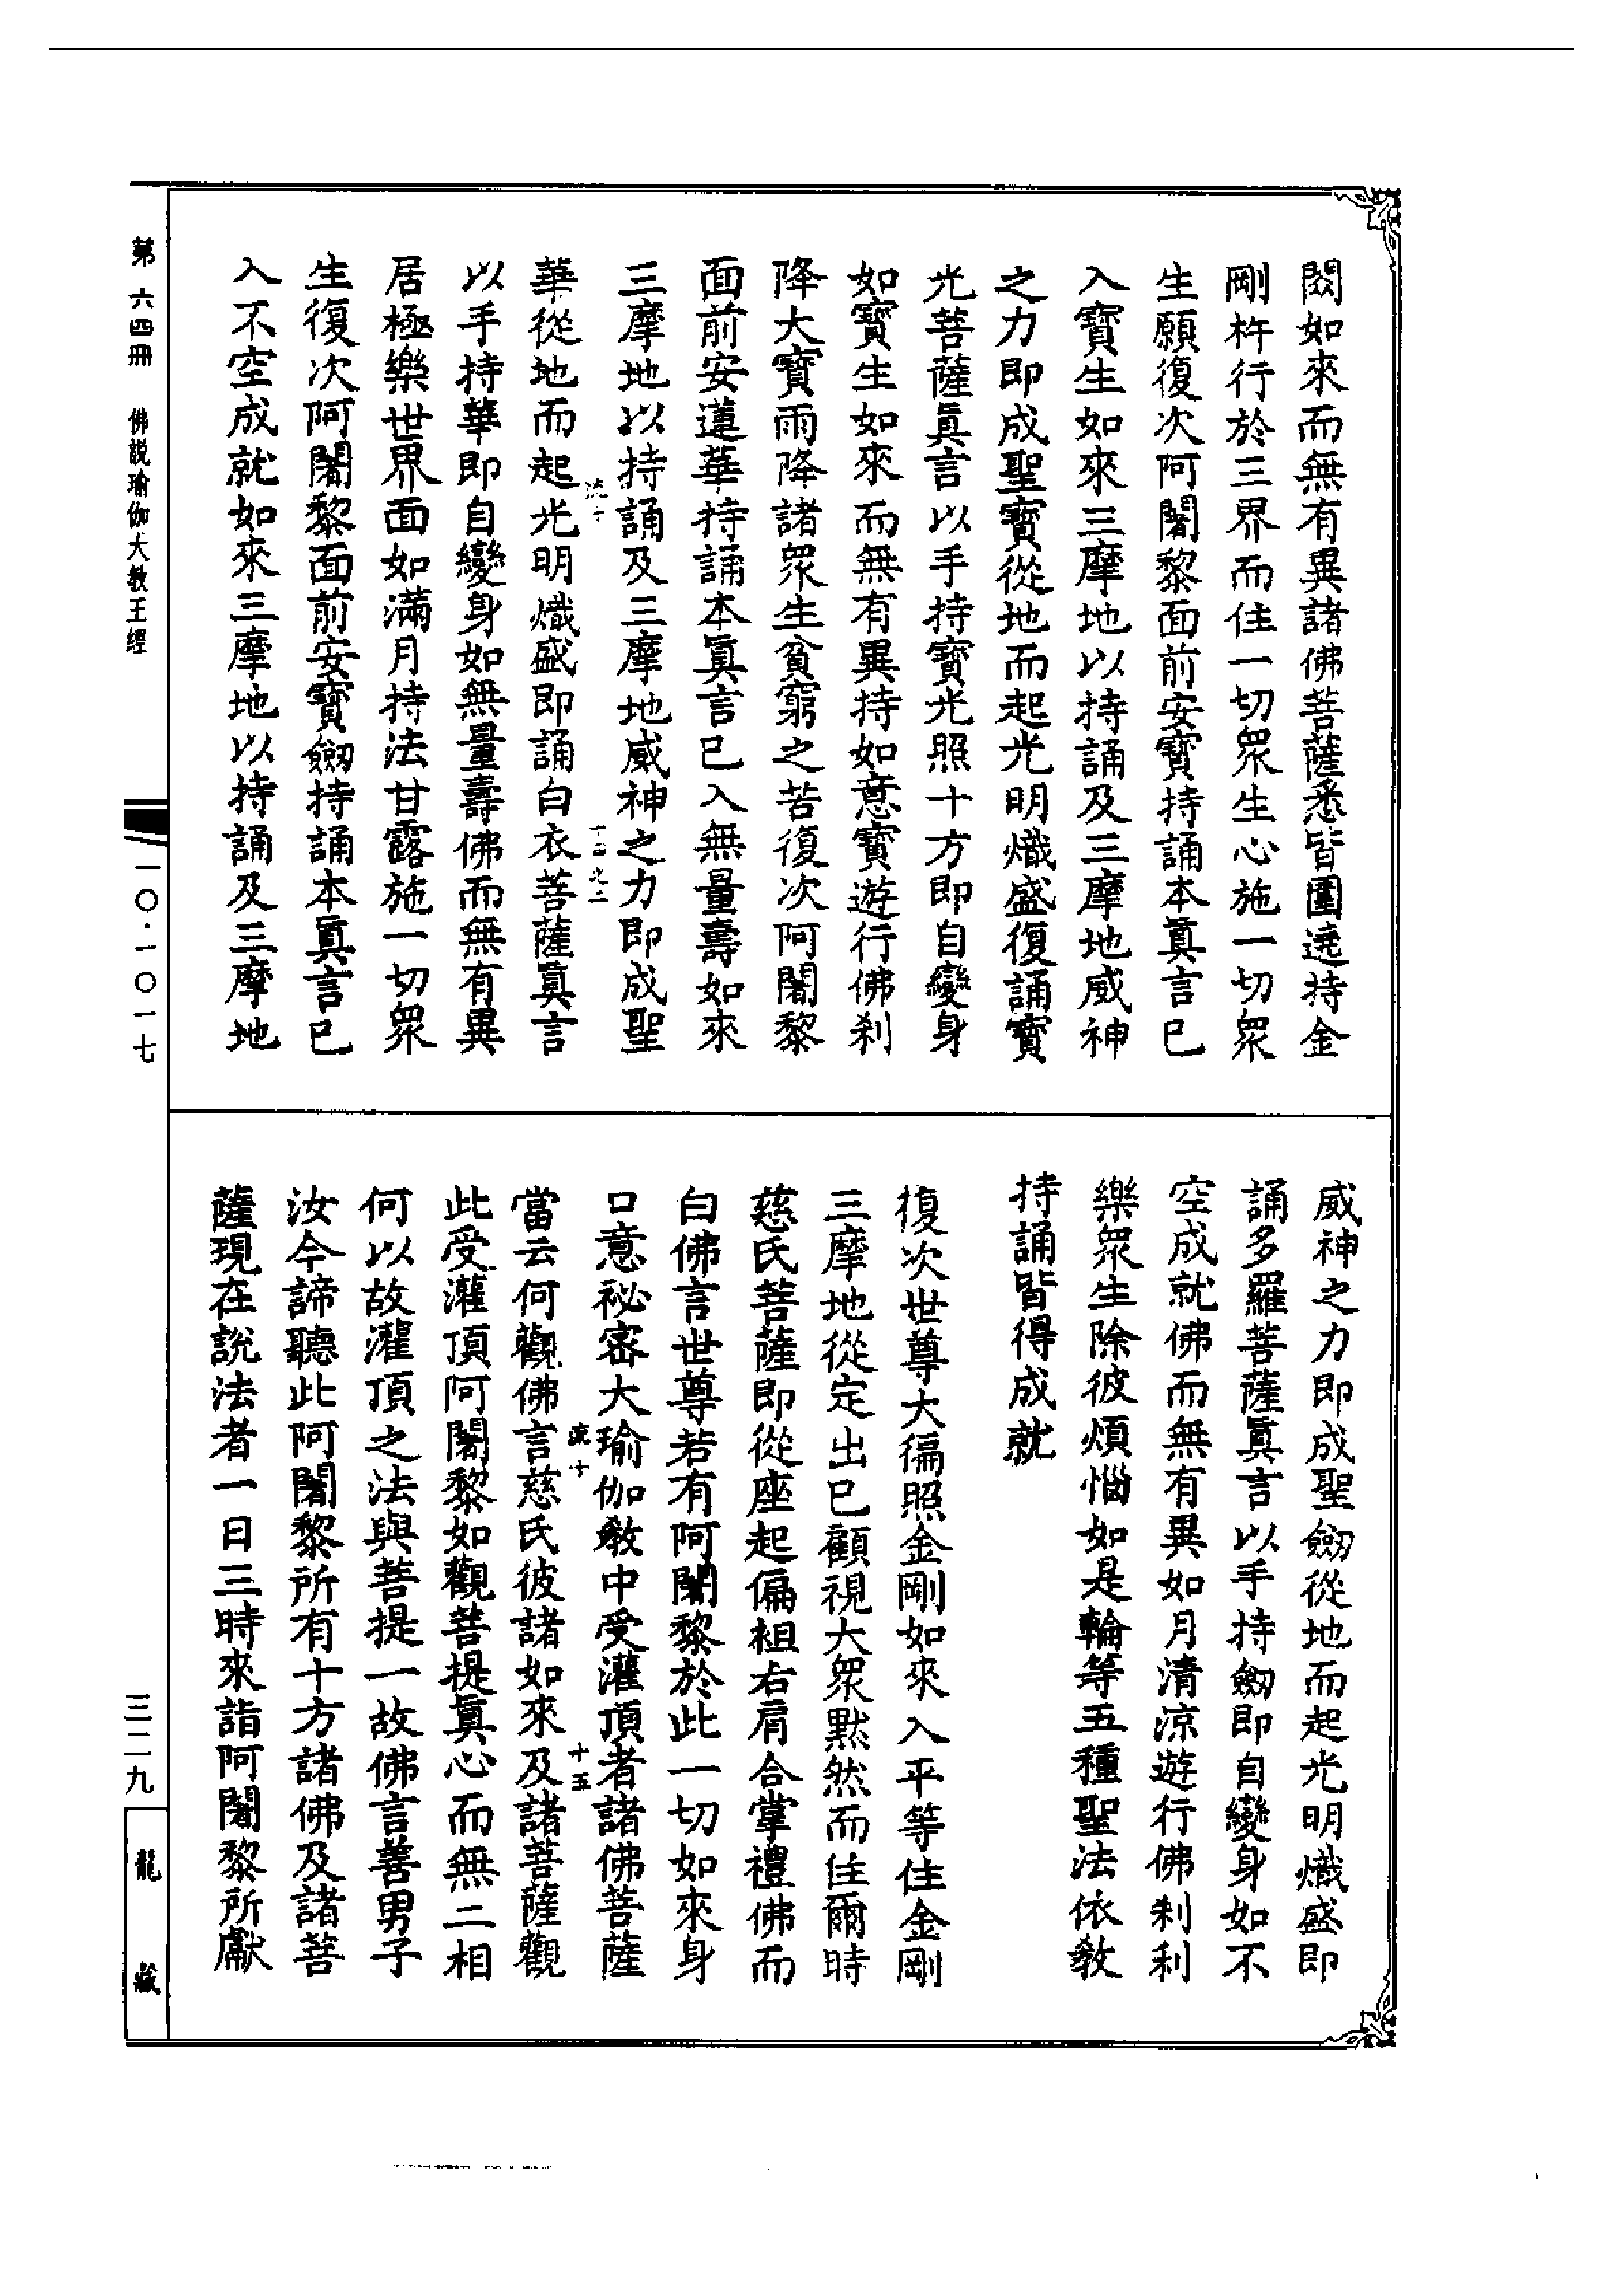 閦如來而無有異諸佛菩薩悉皆圍遶持金
剛杵行於三界而住一切衆生心施一切衆
生願復次阿闍黎面前安寶持誦本眞言已
入寶生如來三摩地以持誦及三摩地威神
之力即成聖寶從地而起光明熾盛復誦寶
光菩薩眞言以手持寶光照十方即自變身
如寶生如來而無有異持如意寶遊行佛刹
降大寶雨降諸衆生貧窮之苦復次阿闍黎
面前安蓮華持誦本眞言已入無量壽如來
三摩地以持誦及三摩地威神之力即成聖
流十 十四之二
華從地而起光明熾盛即誦白衣菩薩眞言
以手持華即自變身如無量壽佛而無有異
居極樂世界面如滿月持法甘露施一切衆
生復次阿闍黎面前安寶劒持誦本眞言已
入不空成就如來三摩地以持誦及三摩地
威神之力即成聖劒從地而起光明熾盛即
誦多羅菩薩眞言以手持劒即自變身如不
空成就佛而無有異如月清涼遊行佛刹利
樂衆生除彼煩惱如是輪等五種聖法依敎
持誦皆得成就
復次世尊大徧照金剛如來入平等住金剛
三摩地從定出已顧視大衆黙然而住爾時
慈氏菩薩即從座起偏袒右肩合掌禮佛而
白佛言世尊若有阿闍黎於此一切如來身
口意祕密大瑜伽敎中受灌頂者諸佛菩薩
流十 十五
當云何觀佛言慈氏彼諸如來及諸菩薩觀
此受灌頂阿闍黎如觀菩提眞心而無二相
何以故灌頂之法與菩提一故佛言善男子
汝今諦聽此阿闍黎所有十方諸佛及諸菩
薩現在説法者一日三時來詣阿闍黎所獻
第六四冊 佛説瑜伽大教王經
一〇·一〇一七
三二九
龍藏